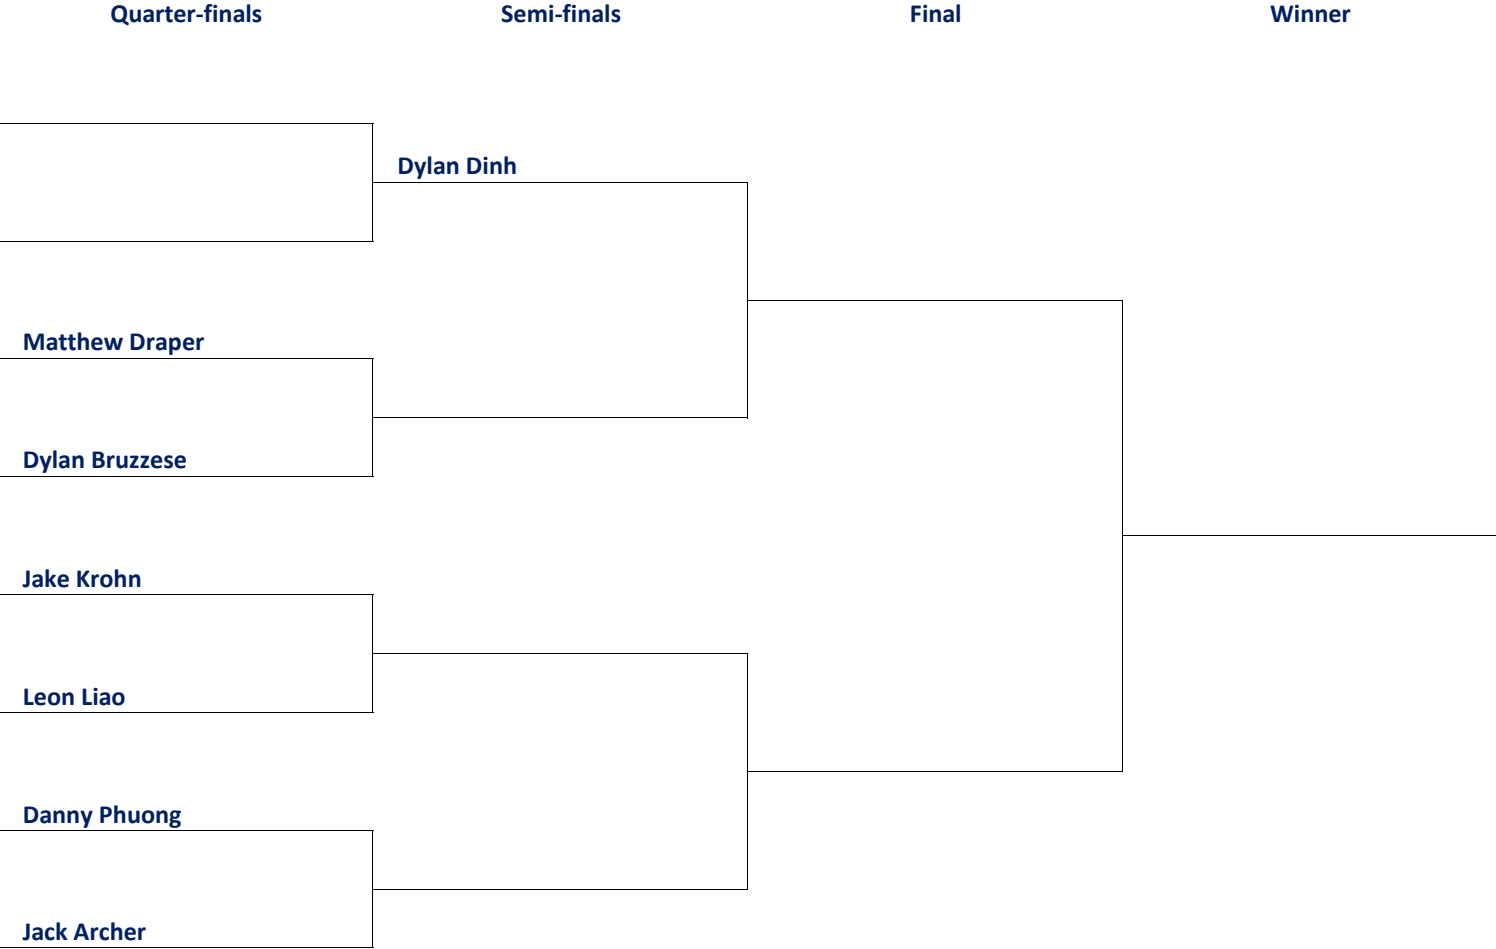 Quarter-finals Semi-finals Final Winner
Dylan Dinh
Matthew Draper
Dylan Bruzzese
Jake Krohn
Leon Liao
Danny Phuong
Jack Archer